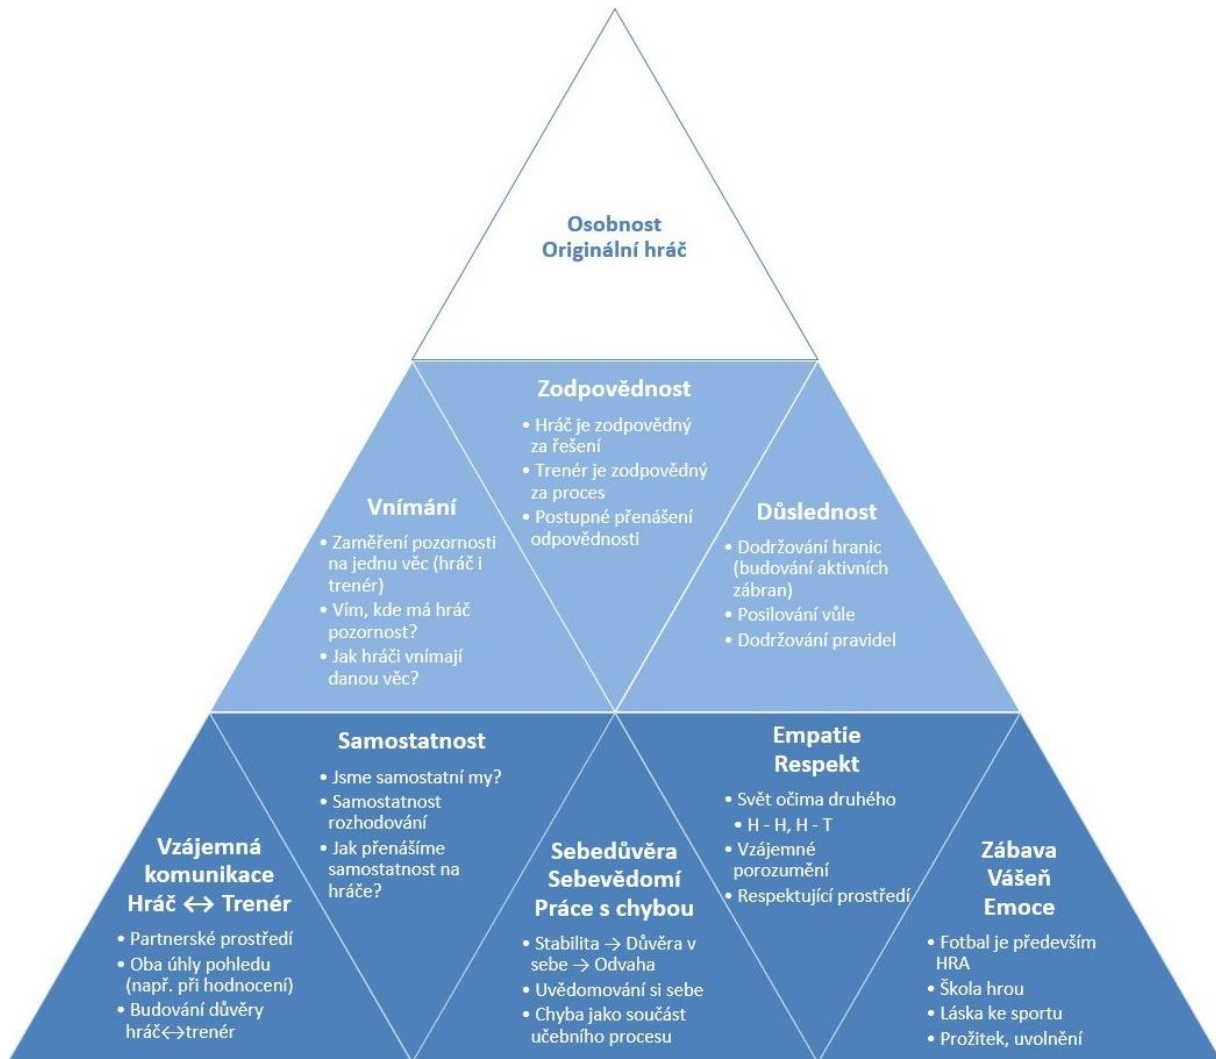 Osobnost
Originální hráč
Zodpovědnost
• Hráč je zodpovědný
za řešení
• Trenér je zodpovědný
za proces
• Postupné přenášení
odpovědnosti
Vnímání
• Zaměření pozornosti
na jednu věc (hráč i
trenér)
• Vím, kde má hráč
pozornost?
• Jak hráči vnímají
danou věc?
Důslednost
• Dodržování hranic
(budování aktivních
zábran)
• Posilování vůle
• Dodržování pravidel
Vzájemná
komunikace
Hráč ↔ Trenér
• Partnerské prostředí
• Oba úhly pohledu
(např. při hodnocení)
• Budování důvěry
hráč↔trenér
Samostatnost
• Jsme samostatní my?
• Samostatnost
rozhodování
• Jak přenášíme
samostatnost na
hráče?
Sebedůvěra
Sebevědomí
Práce s chybou
• Stabilita → Důvěra v
sebe → Odvaha
• Uvědomování si sebe
• Chyba jako součást
učebního procesu
Empatie
Respekt
• Svět očima druhého
• H - H, H - T
• Vzájemné
porozumění
• Respektující prostředí
Zábava
Vášeň
Emoce
• Fotbal je především
HRA
• Škola hrou
• Láska ke sportu
• Prožitek, uvolnění